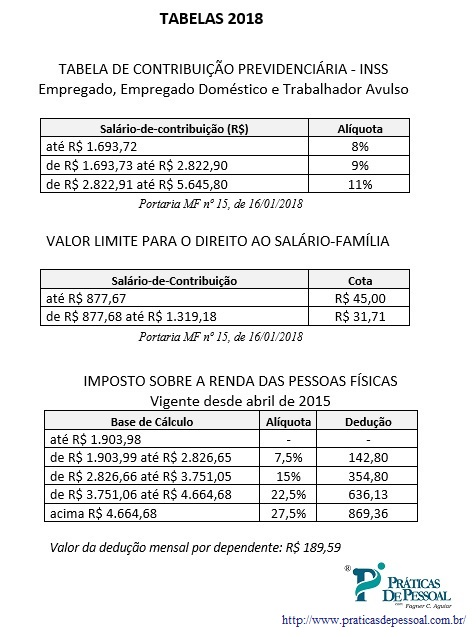 TABELAS 2018
TABELA DE CONTRIBUIÇÃO PREVIDENCIÁRIA - INSS
Empregado, Empregado Doméstico e Trabalhador Avulso
Salário-de-contribuição (R$) Alíquota
até R$ 1.693,72 8%
de R$ 1.693,73 até R$ 2.822,90 9%
de R$ 2.822,91 até R$ 5.645,80 11%
Portaria MF nº 15, de 16/01/2018
VALOR LIMITE PARA O DIREITO AO SALÁRIO-FAMÍLIA
Salário-de-Contribuição Cota
até R$ 877,67 R$ 45,00
de R$ 877,68 até R$ 1.319,18 R$ 31,71
Portaria MF nº 15, de 16/01/2018
IMPOSTO SOBRE A RENDA DAS PESSOAS FÍSICAS
Vigente desde abril de 2015
Base de Cálculo Alíquota Dedução
até R$ 1.903,98 - -
de R$ 1.903,99 até R$ 2.826,65 7,5% 142,80
de R$ 2.826,66 até R$ 3.751,05 15% 354,80
de R$ 3.751,06 até R$ 4.664,68 22,5% 636,13
acima R$ 4.664,68 27,5% 869,36
Valor da dedução mensal por dependente: R$ 189,59
® PRÁTICAS
DE PESSOAL
com Fagner C. Aguiar
http://www.praticasdepessoal.com.br/